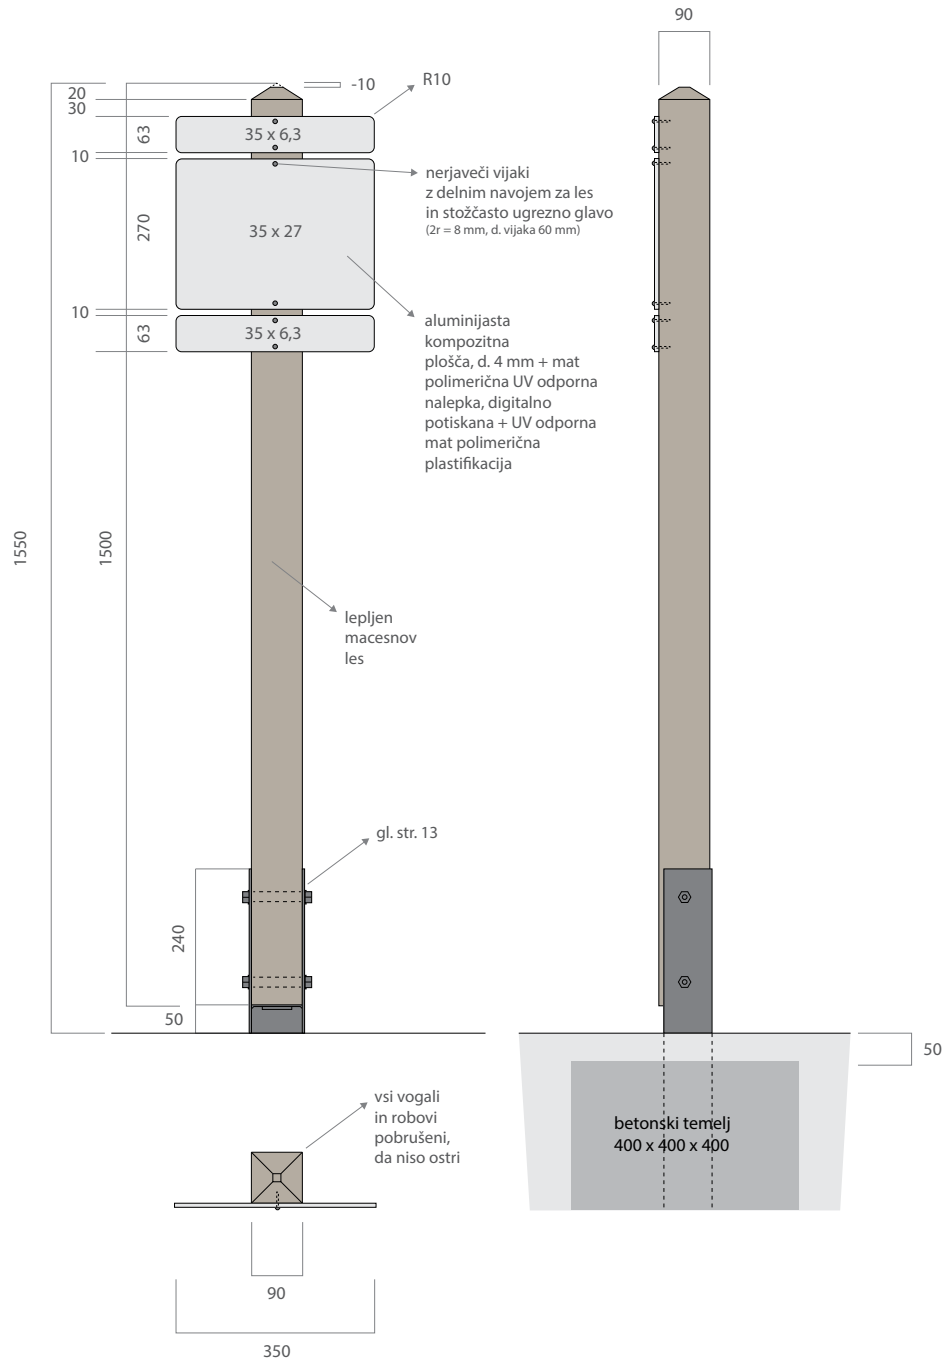 90
-10
R10
20
30
63
35 x 6,3
10
nerjaveči vijaki
z delnim navojem za les
in stožčasto ugrezno glavo
(2r = 8 mm, d. vijaka 60 mm)
270
35 x 27
10
63
35 x 6,3
aluminijasta
kompozitna
plošča, d. 4 mm + mat
polimerična UV odporna
nalepka, digitalno
potiskana + UV odporna
mat polimerična
plastifikacija
1550
1500
lepljen
macesnov
les
gl. str. 13
240
50
50
vsi vogali
in robovi
pobrušeni,
da niso ostri
betonski temelj
400 x 400 x 400
90
350